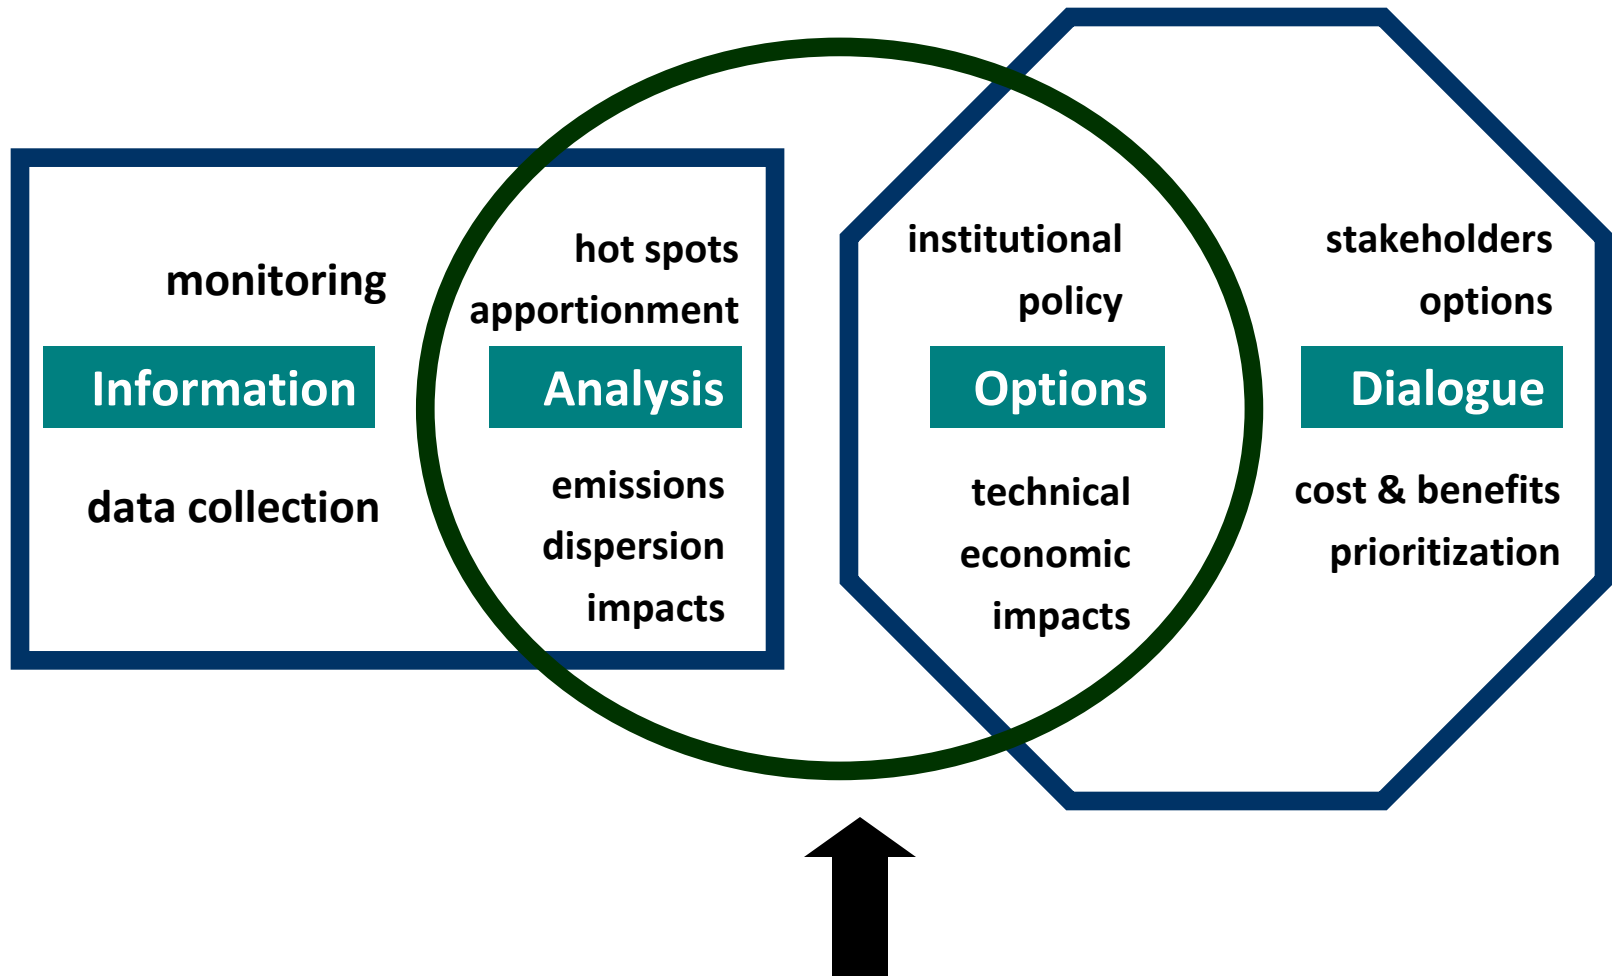 monitoring
Information
data collection
hot spots
apportionment
Analysis
emissions
dispersion
impacts
institutional
policy
Options
technical
economic
impacts
stakeholders
options
Dialogue
cost & benefits
prioritization